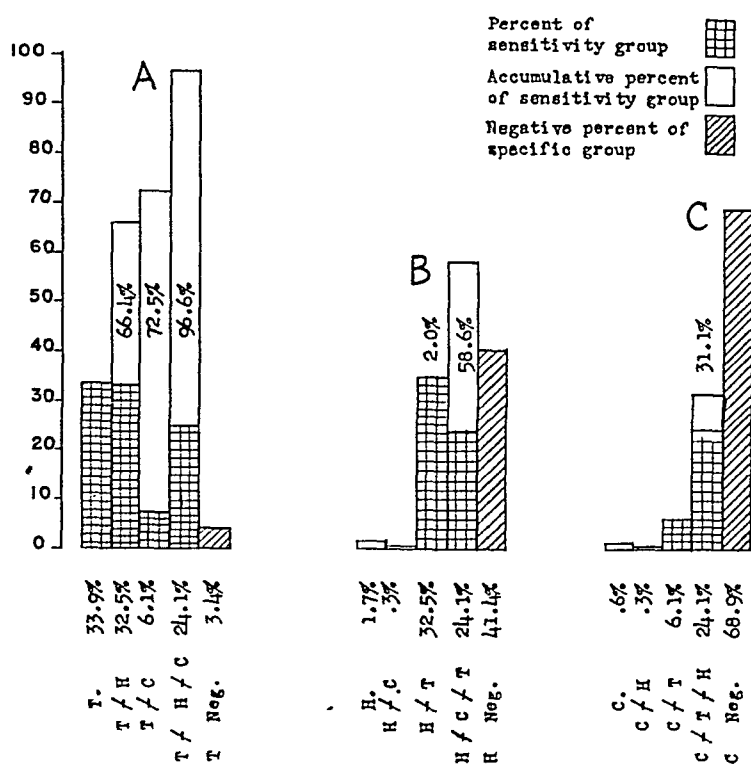 Percent of
sensitivity group
Accumulative percent
of sensitivity group
Negative percent of
specific group
100
90
80
70
60
50
40
30
20
10
0
A
66.4%
72.5%
96.6%
B
2.0%
58.6%
C
31.1%
33.9%
32.5%
6.1%
24.1%
3.4%
1.7%
.3%
32.5%
24.1%
41.4%
.6%
.3%
6.1%
24.1%
68.9%
T.
T / H
T / C
T / H / C
T Neg.
H.
H / .C
H / T
H / C / T
H Neg.
C.
C / H
C / T
C / T / H
C Neg.